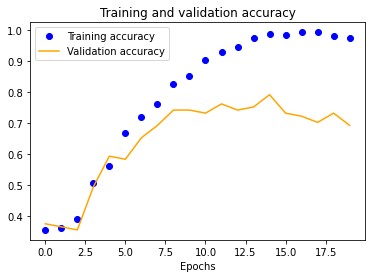 Training and validation accuracy
Training accuracy
Validation accuracy
1.0
0.9
0.8
0.7
0.6
0.5
0.4
0.0 2.5 5.0 7.5 10.0 12.5 15.0 17.5
Epochs